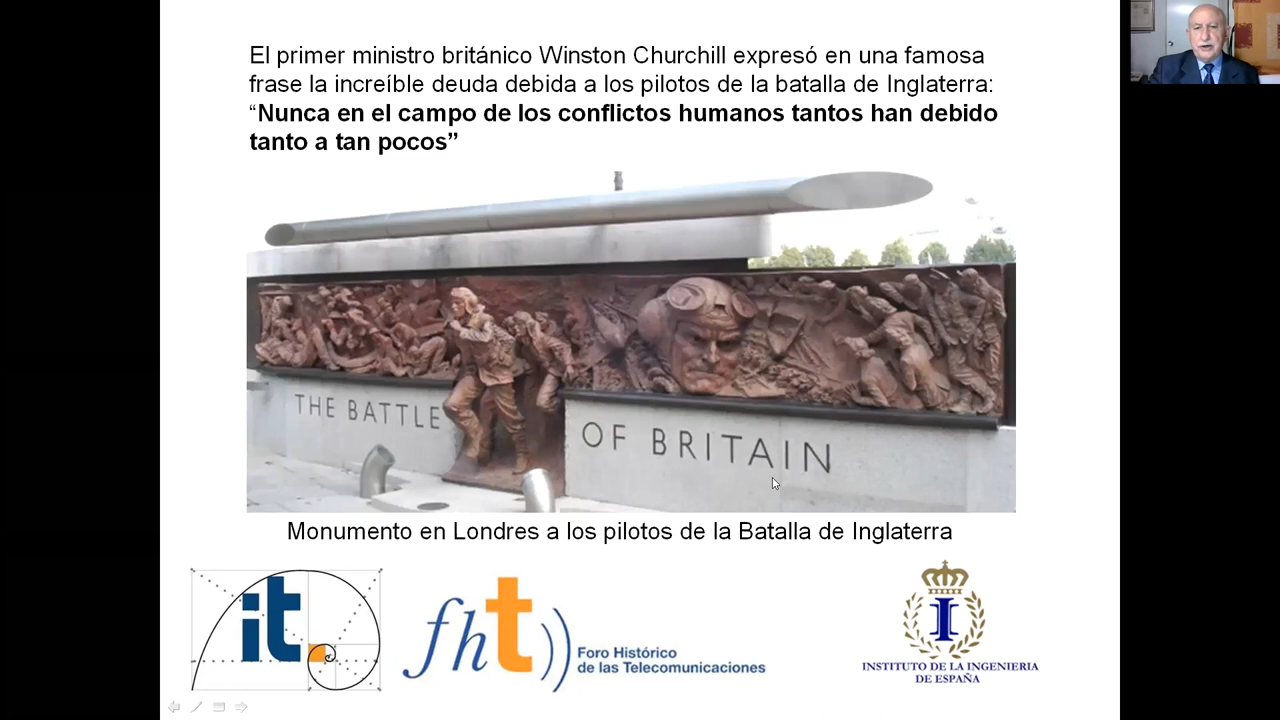 El primer ministro británico Winston Churchill expresó en una famosa
frase la increíble deuda debida a los pilotos de la batalla de Inglaterra:
“Nunca en el campo de los conflictos humanos tantos han debido
tanto a tan pocos”
THE BATTLE
OF BRITAIN
Monumento en Londres a los pilotos de la Batalla de Inglaterra
it
fht
Foro Histórico
de las Telecomunicaciones
I
INSTITUTO DE LA INGENIERIA
DE ESPAÑA